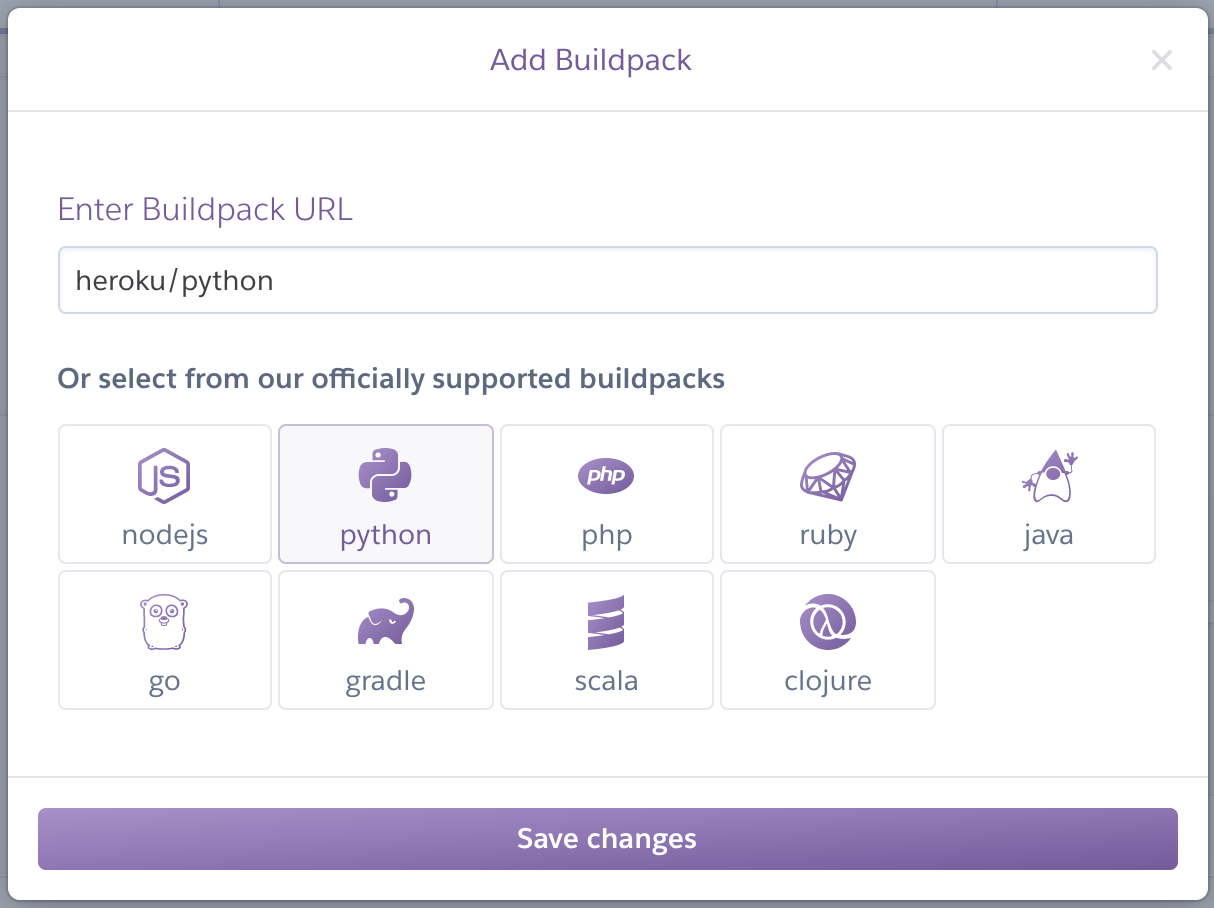 Add Buildpack
Enter Buildpack URL
heroku/python
Or select from our officially supported buildpacks
JS
php
nodejs
python
php
ruby
java
go
gradle
scala
clojure
Save changes